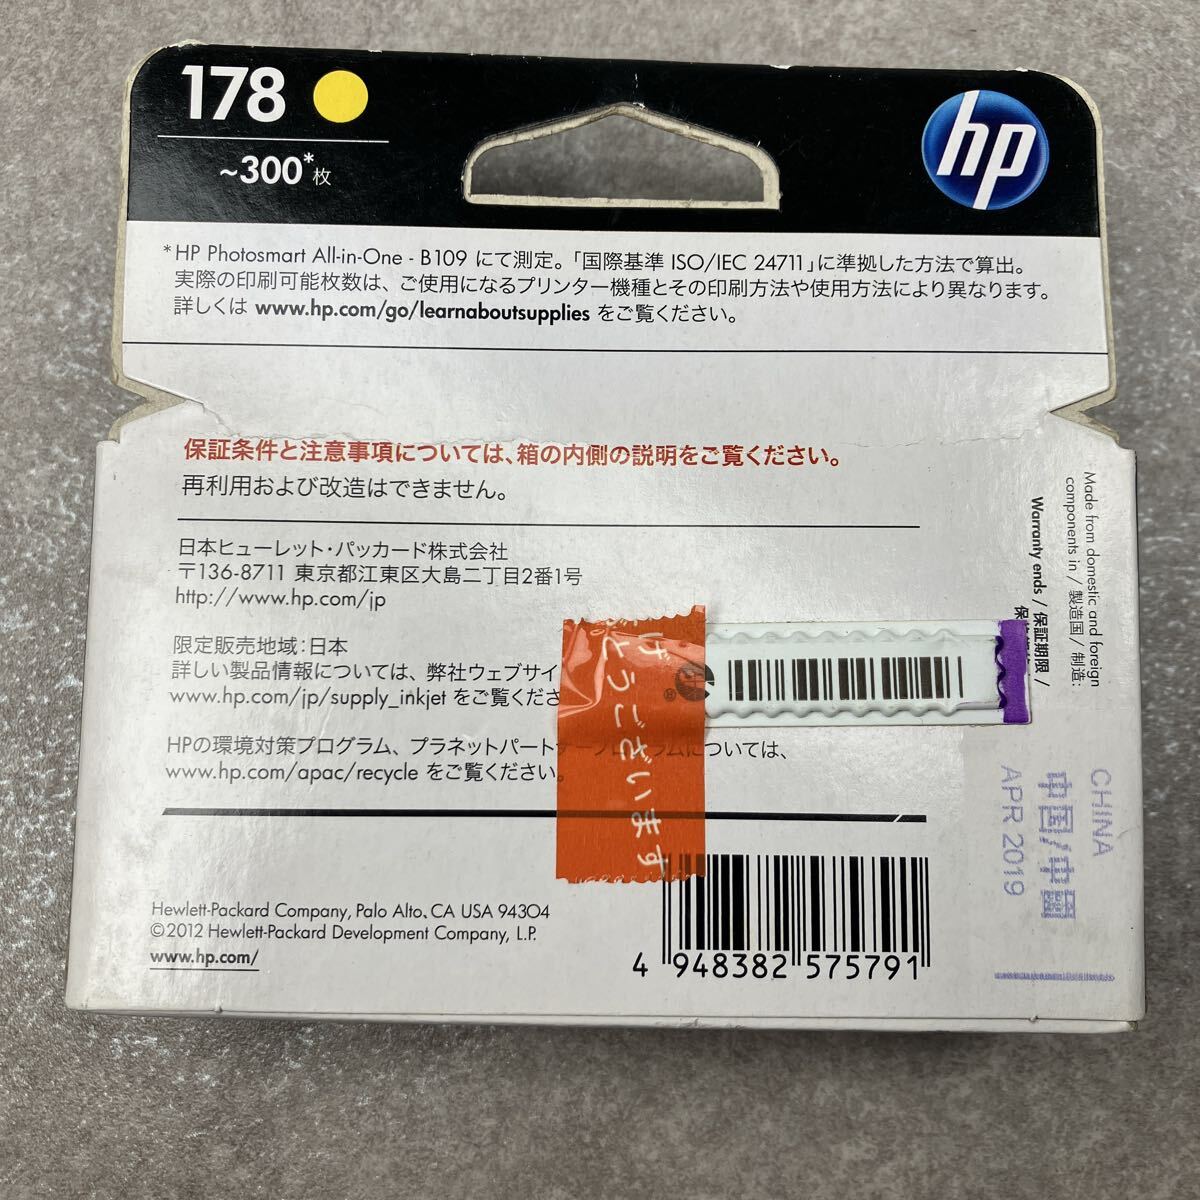 178
~300*枚
hp
*HP Photosmart All-in-One - B109 にて測定。「国際基準 ISO/IEC 24711」に準拠した方法で算出。
実際の印刷可能枚数は、ご使用になるプリンター機種とその印刷方法や使用方法により異なります。
詳しくは www.hp.com/go/learnaboutsupplies をご覧ください。
保証条件と注意事項については、箱の内側の説明をご覧ください。
再利用および改造はできません。
日本ヒューレット・パッカード株式会社
〒136-8711 東京都江東区大島二丁目2番1号
http://www.hp.com/jp
限定販売地域:日本
詳しい製品情報については、弊社ウェブサイ
www.hp.com/jp/supply_inkjet をご覧くださ
HPの環境対策プログラム、プラネットパートナープログラムについては、
www.hp.com/apac/recycle をご覧ください。
とうございます
Hewlett-Packard Company, Palo Alto, CA USA 94304
©2012 Hewlett-Packard Development Company, L.P.
www.hp.com/
4 948382 575791
Made from domestic and foreign
components in / 製造国 / 制造:
Warranty ends / 保証期限 /
CHINA
中国/中国
APR 2019